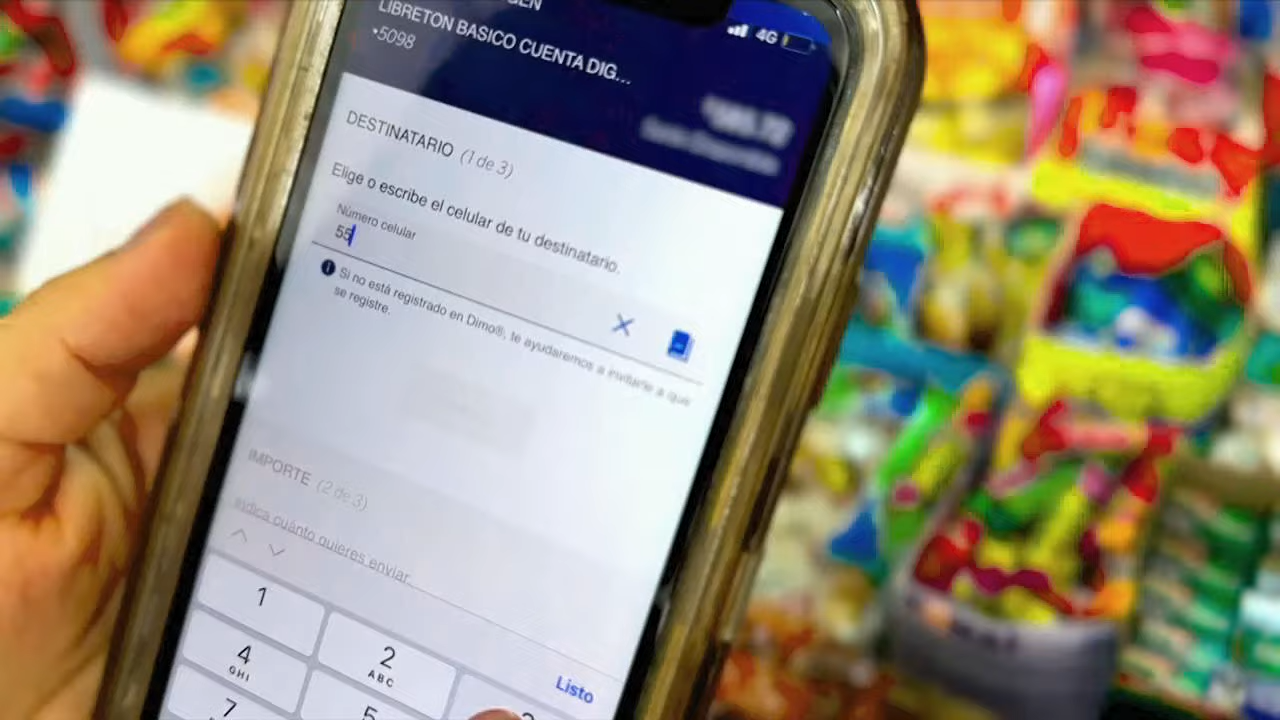 LIBRETON BASICO CUENTA DIG...
•5098
4G
DESTINATARIO (1 de 3)
Elige o escribe el celular de tu destinatario.
Número celular
55
Si no está registrado en Dimo®, te ayudaremos a invitarle a que
se registre.
IMPORTE (2 de 3)
Indica cuánto quieres enviar.
Listo
1
2
ABC
4
GHI
5
7